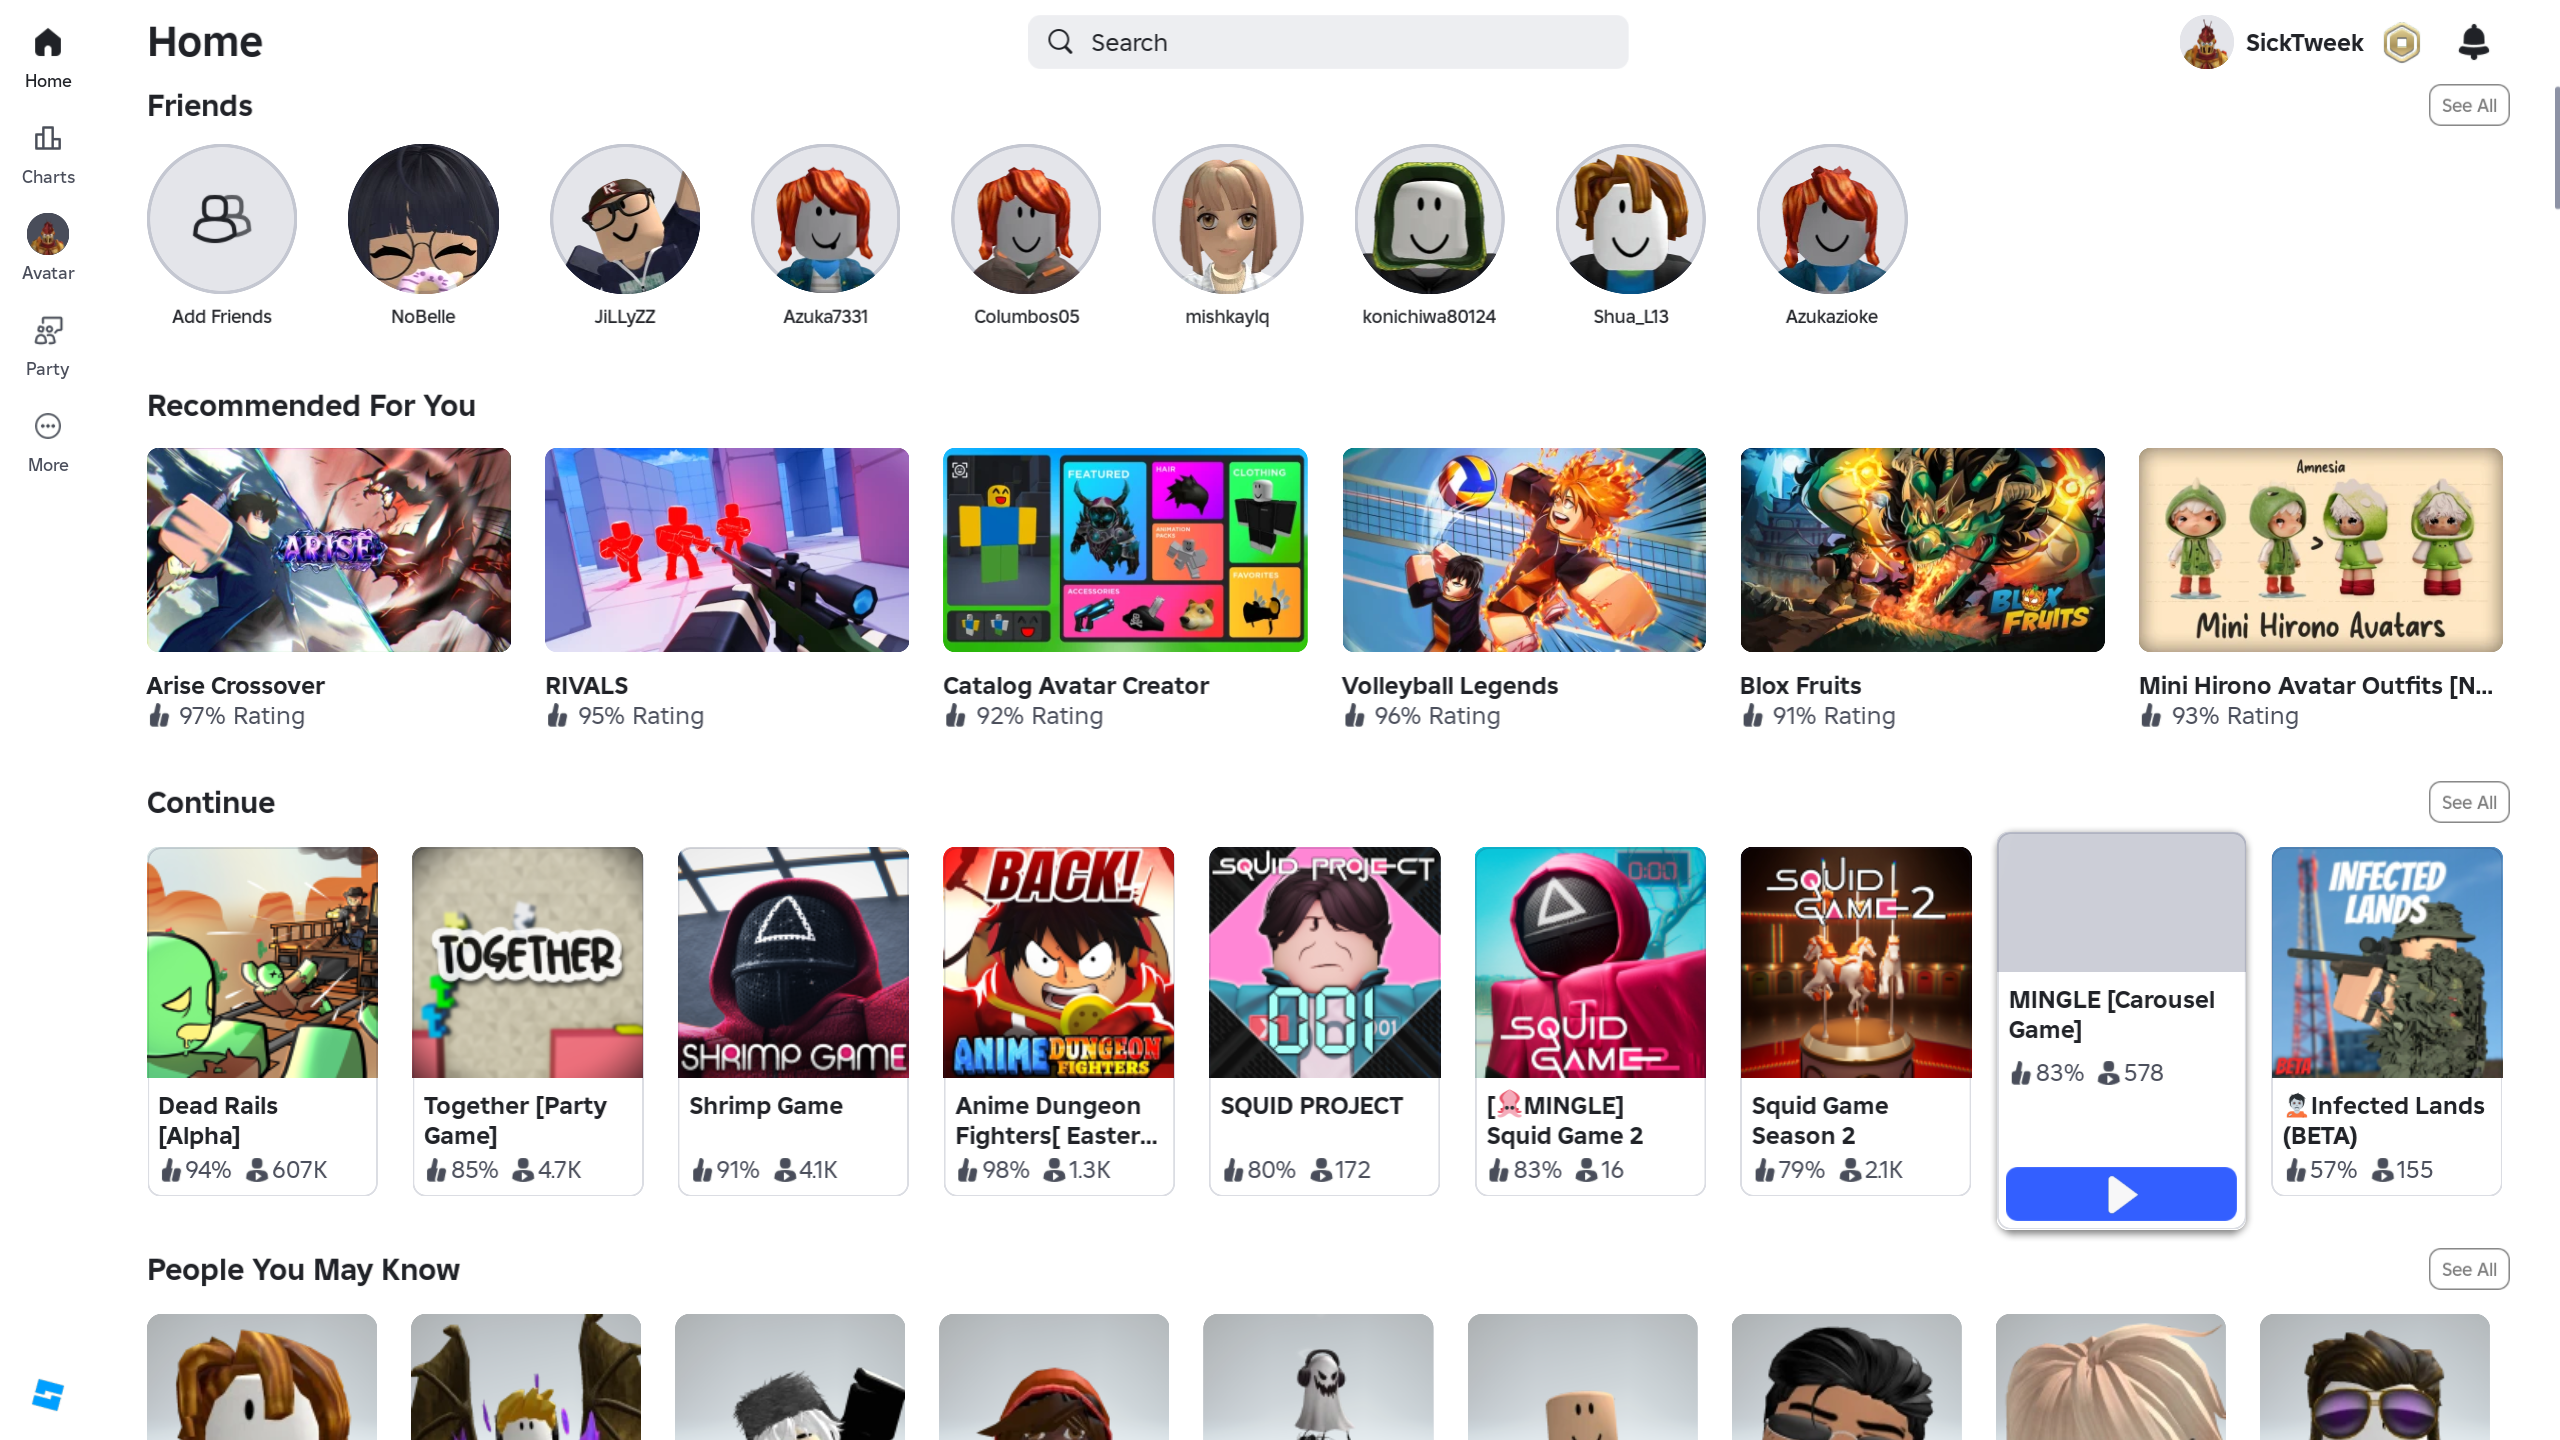 Home
Search
SickTweek
Home
Charts
Avatar
Party
More
Friends
See All
Add Friends
NoBelle
JiLLyZZ
Azuka7331
Columbos05
mishkaylq
konichiwa80124
Shua_L13
Azukazioke
Recommended For You
ARISE
FEATURED
HAIR
CLOTHING
ANIMATION PACKS
ACCESSORIES
FAVORITES
BLOX FRUITS
Amnesia
Mini Hirono Avatars
Arise Crossover
97% Rating
RIVALS
95% Rating
Catalog Avatar Creator
92% Rating
Volleyball Legends
96% Rating
Blox Fruits
91% Rating
Mini Hirono Avatar Outfits [N...
93% Rating
Continue
See All
TOGETHER
SHRIMP GAME
BACK!
ANIME DUNGEON FIGHTERS
SQUID PROJECT
001
001
0:00
SQUID GAME 2
SQUID GAME 2
INFECTED LANDS
BETA
Dead Rails
[Alpha]
94% 607K
Together [Party
Game]
85% 4.7K
Shrimp Game
91% 4.1K
Anime Dungeon
Fighters[ Easter...
98% 1.3K
SQUID PROJECT
80% 172
[🦑MINGLE]
Squid Game 2
83% 16
Squid Game
Season 2
79% 2.1K
MINGLE [Carousel
Game]
83% 578
🧟Infected Lands
(BETA)
57% 155
People You May Know
See All